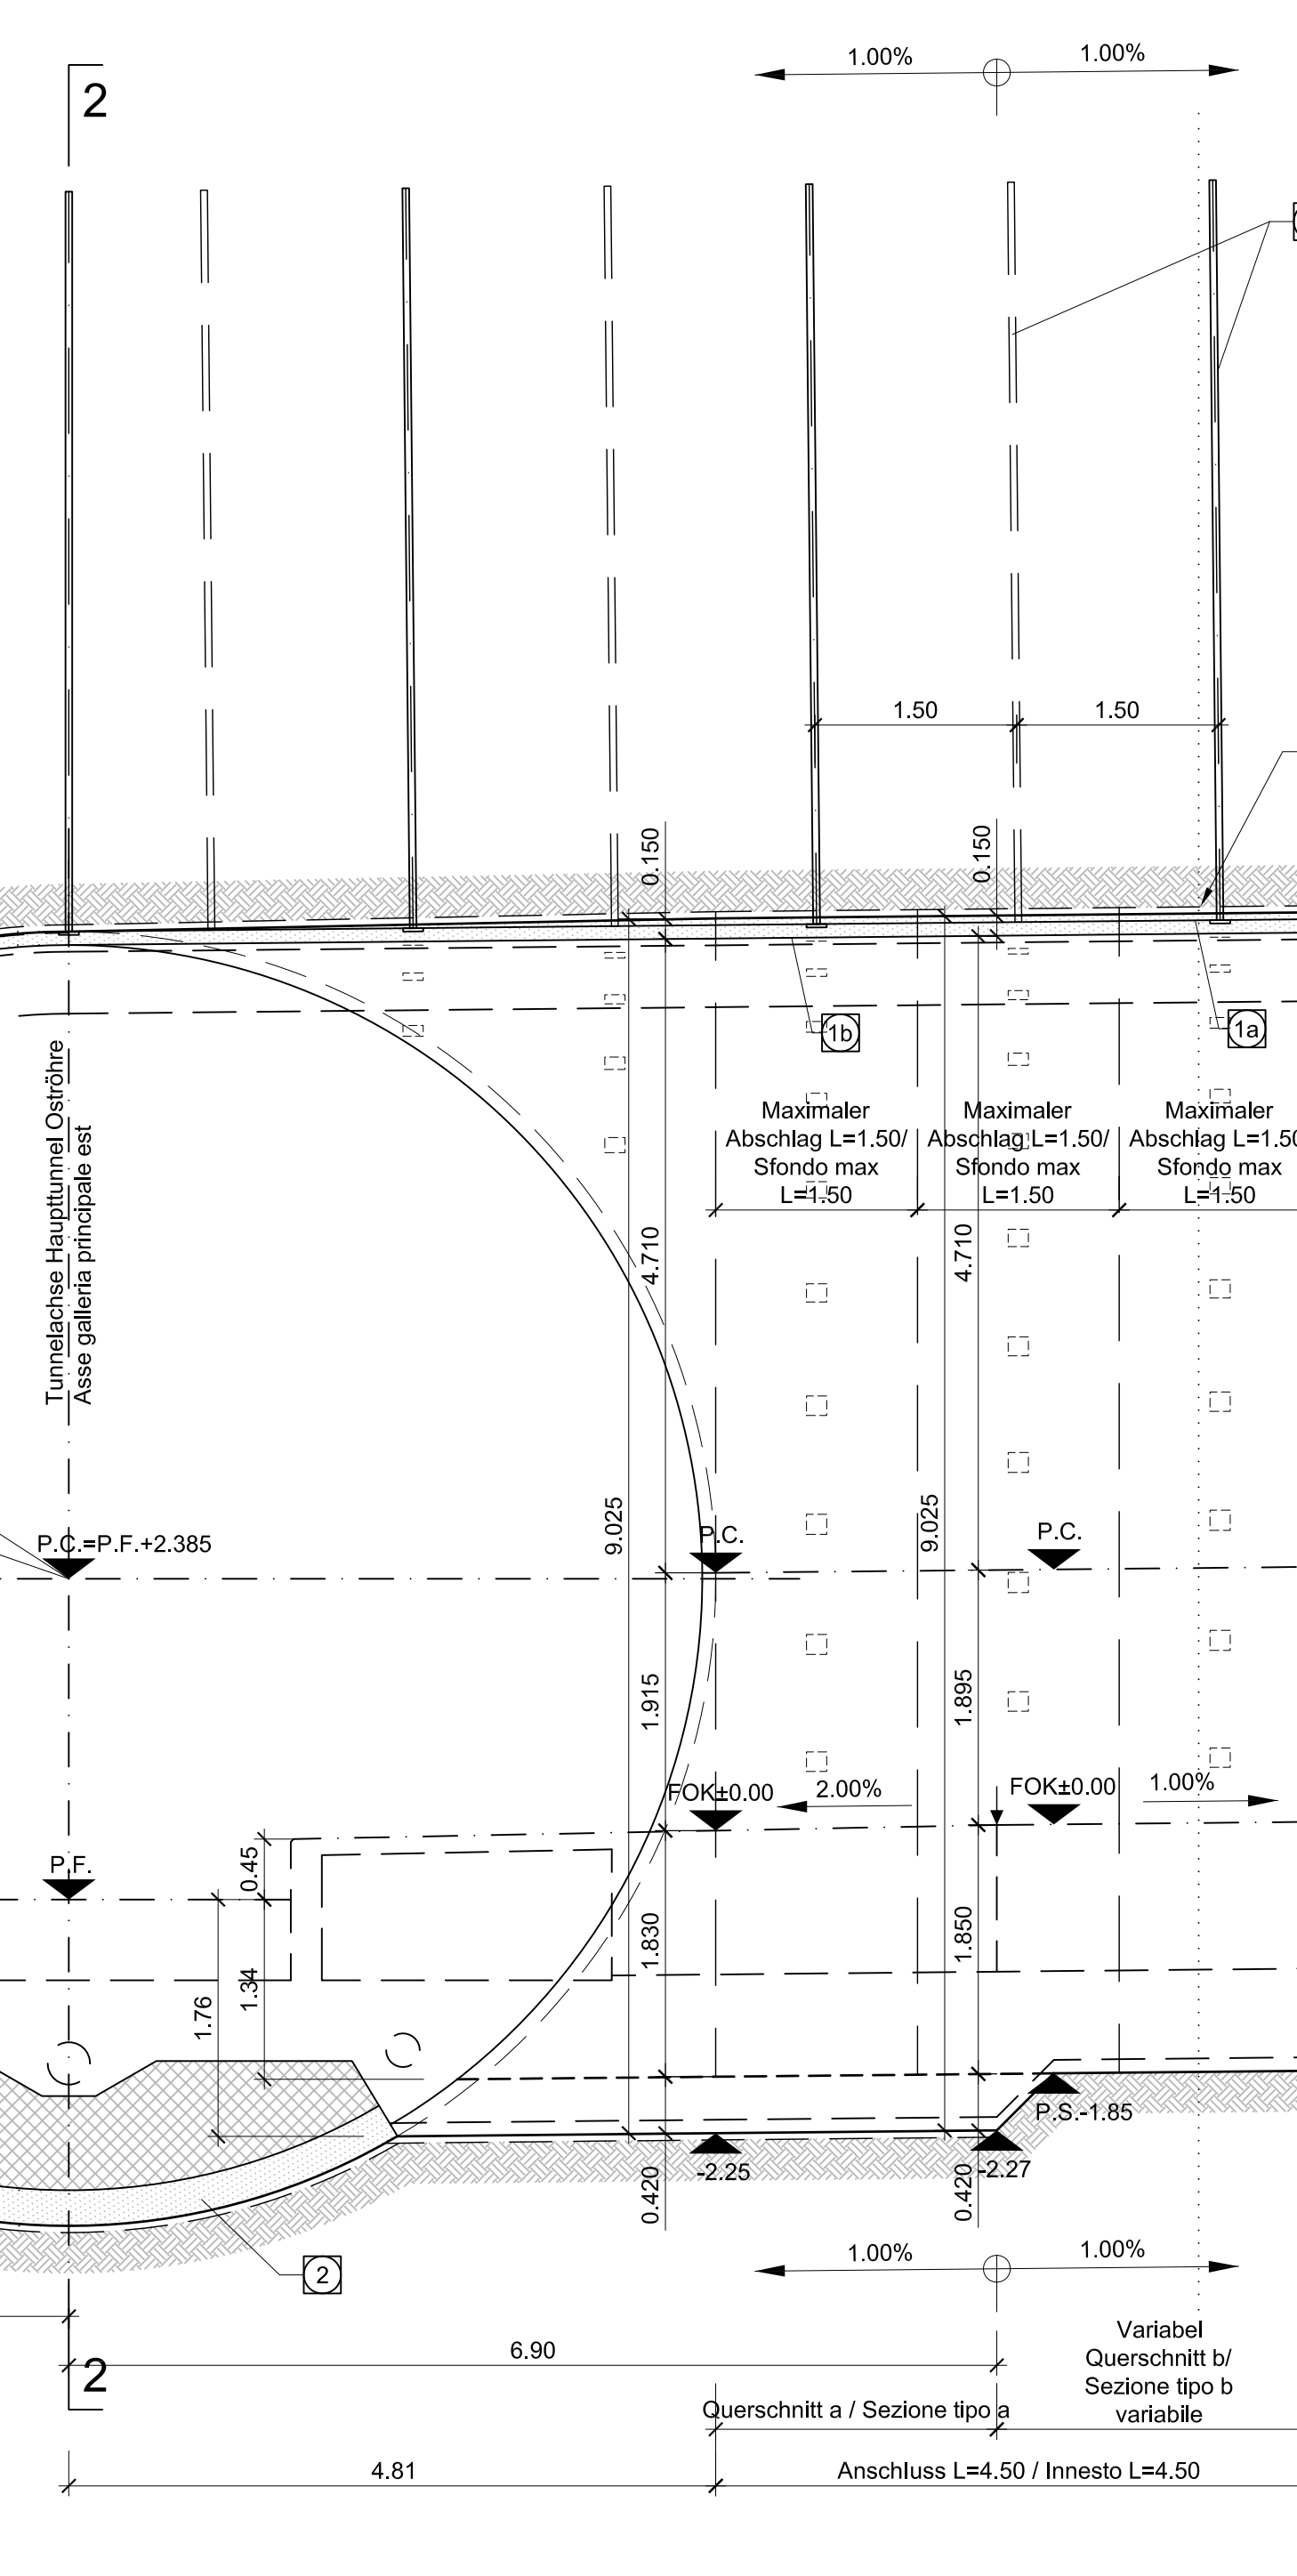 1.00%
1.00%
2
1.50
1.50
0.150
0.150
1b
1a
Tunnelachse Haupttunnel Oströhre
Asse galleria principale est
Maximaler
Abschlag L=1.50/
Sfondo max
L=1.50
Maximaler
Abschlag L=1.50/
Sfondo max
L=1.50
Maximaler
Abschlag L=1.50
Sfondo max
L=1.50
4.710
4.710
9.025
9.025
P.C.=P.F.+2.385
P.C.
P.C.
1.915
1.895
FOK±0.00
2.00%
FOK±0.00
1.00%
P.F.
0.45
1.34
1.76
1.830
1.850
P.S.-1.85
-2.25
-2.27
0.420
0.420
2
1.00%
1.00%
6.90
2
Variabel
Querschnitt b/
Sezione tipo b
variabile
Querschnitt a / Sezione tipo a
4.81
Anschluss L=4.50 / Innesto L=4.50